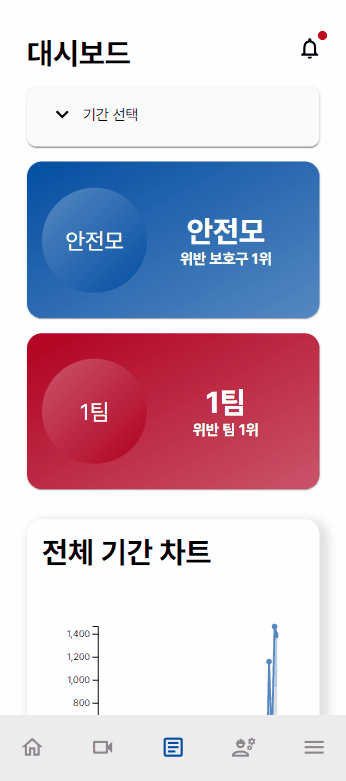 대시보드
기간 선택
안전모
안전모
위반 보호구 1위
1팀
1팀
위반 팀 1위
전체 기간 차트
1,400
1,200
1,000
800